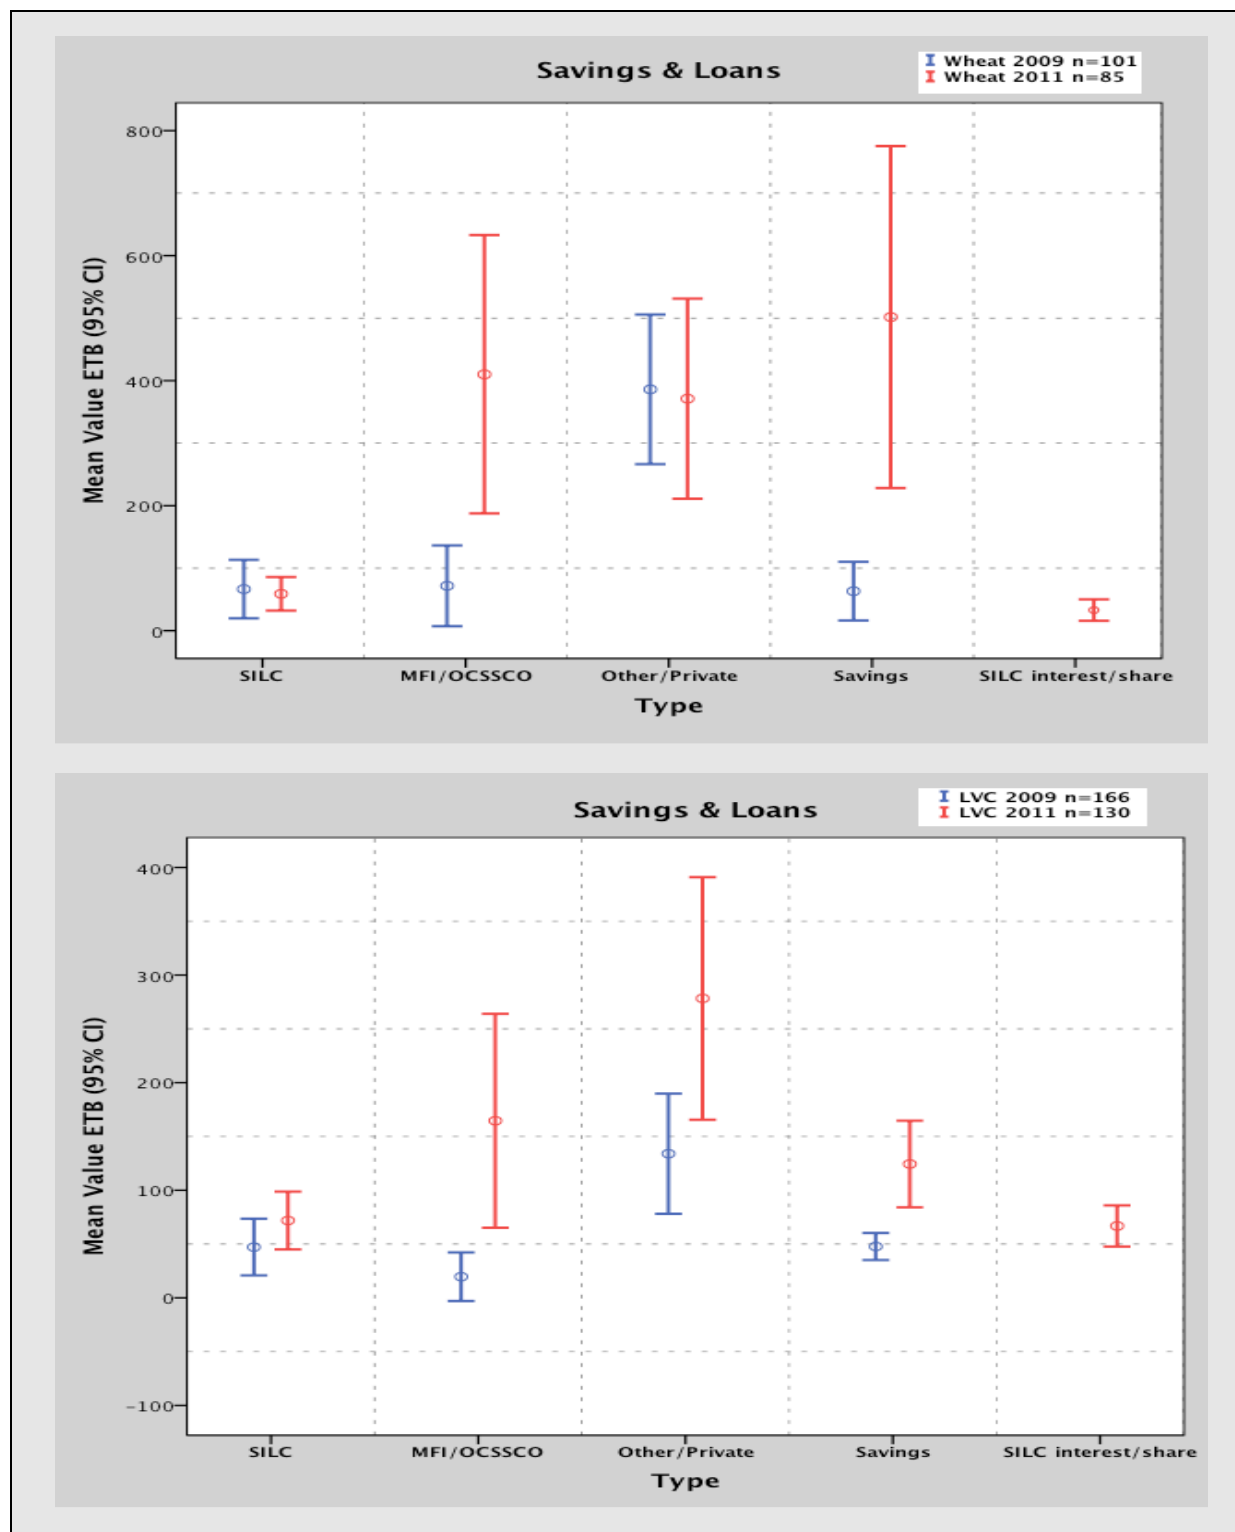 Savings & Loans
Wheat 2009 n=101
Wheat 2011 n=85
Mean Value ETB (95% CI)
800
600
400
200
0
SILC MFI/OCSSCO Other/Private Savings SILC interest/share
Type
Savings & Loans
LVC 2009 n=166
LVC 2011 n=130
Mean Value ETB (95% CI)
400
300
200
100
0
-100
SILC MFI/OCSSCO Other/Private Savings SILC interest/share
Type